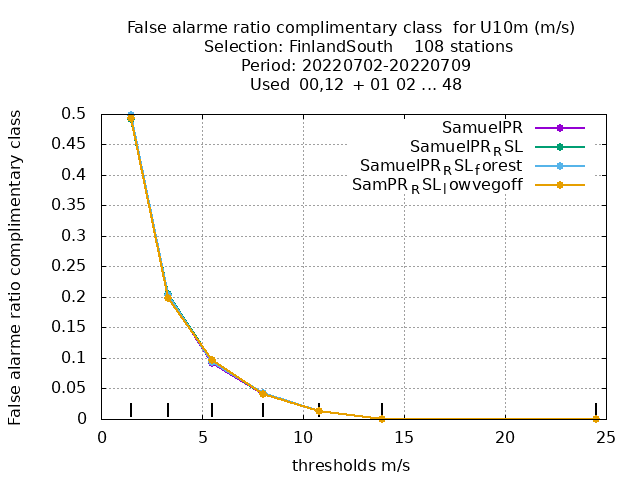 False alarme ratio complimentary class  for U10m (m/s)
Selection: FinlandSouth    108 stations
Period: 20220702-20220709
Used  00,12  + 01 02 ... 48
False alarme ratio complimentary class
0.5
0.45
0.4
0.35
0.3
0.25
0.2
0.15
0.1
0.05
0
SamuelPR
SamuelPR_RSL
SamuelPR_RSL_forest
SamPR_RSL_lowvegoff
0 5 10 15 20 25
thresholds m/s